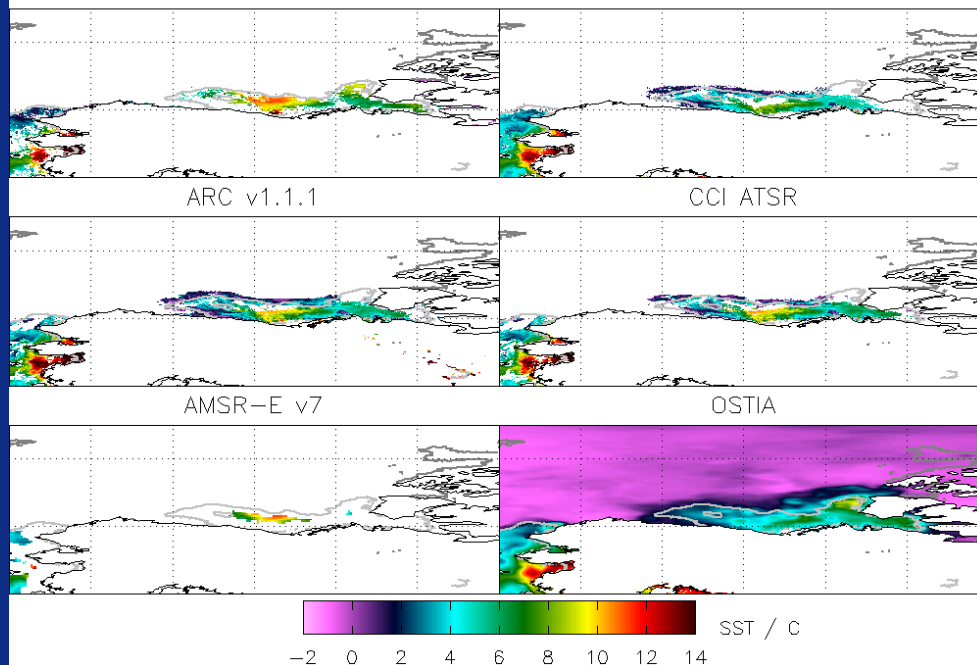 ARC v1.1.1
CCI ATSR
AMSR-E v7
OSTIA
SST / C
-2 0 2 4 6 8 10 12 14